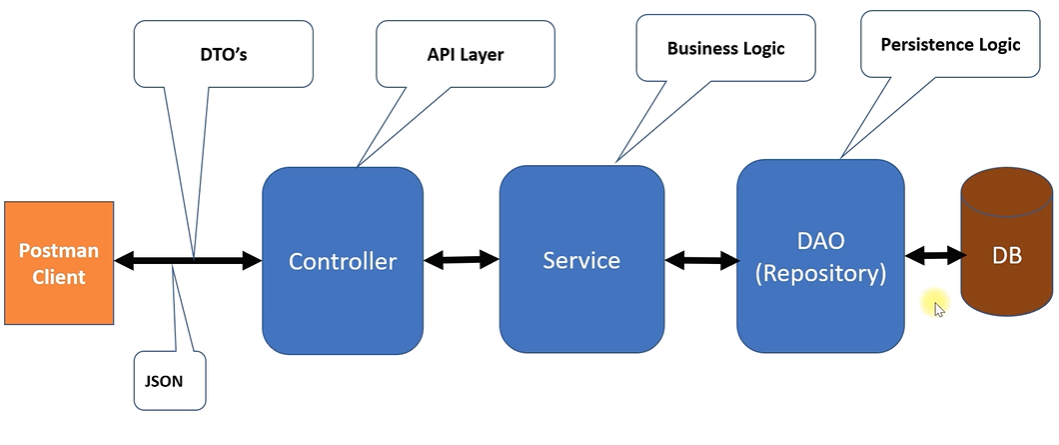 DTO's
API Layer
Business Logic
Persistence Logic
Postman
Client
Controller
Service
DAO
(Repository)
DB
JSON